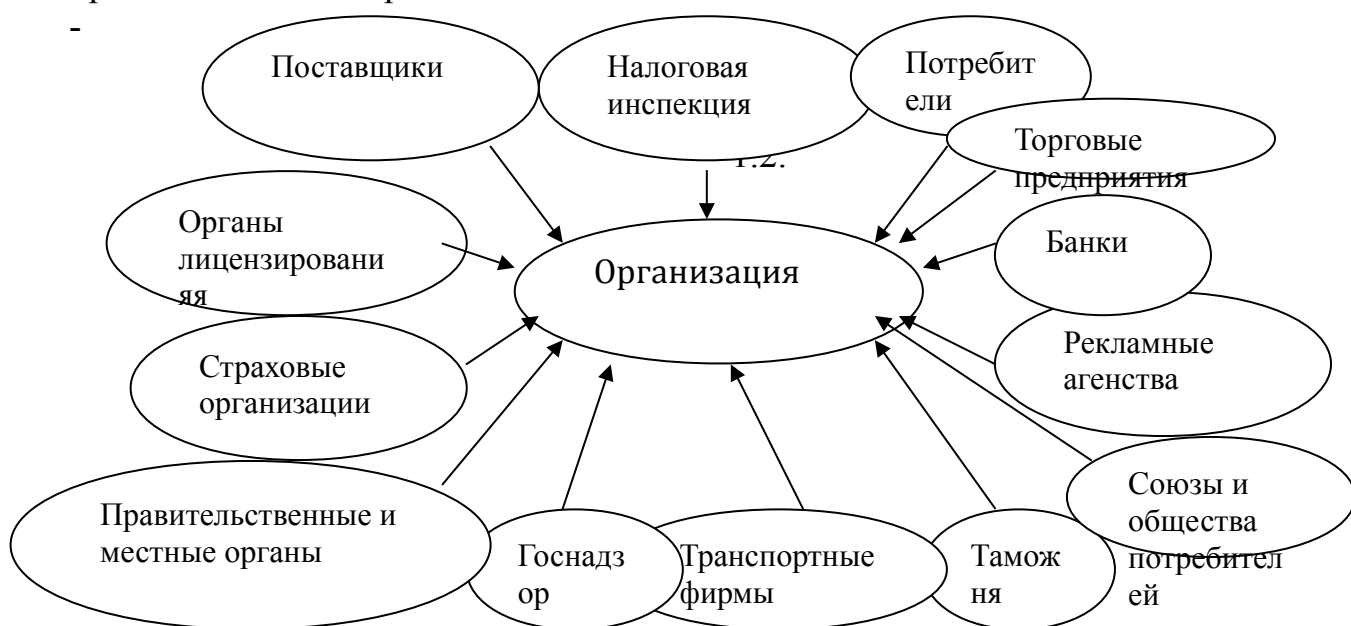 -
Поставщики
Налоговая
инспекция
Потребит
ели
Торговые
предприятия
1.2.
Органы
лицензировани
яя
Организация
Банки
Страховые
организации
Рекламные
агенства
Правительственные и
местные органы
Госнадз
ор
Транспортные
фирмы
Тамож
ня
Союзы и
общества
потребител
ей